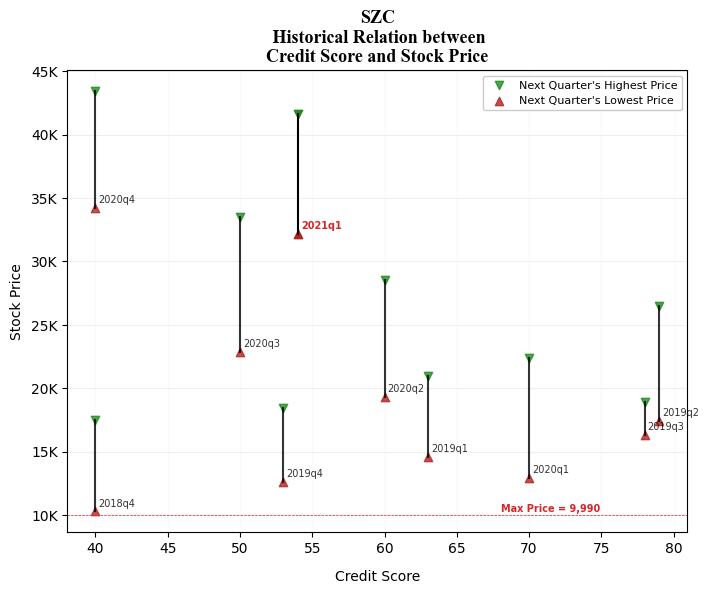 SZC
Historical Relation between
Credit Score and Stock Price
45K
Next Quarter's Highest Price
Next Quarter's Lowest Price
40K
2020q4
35K
2021q1
30K
Stock Price
25K
2020q3
20K
2020q2
2019q2
2019q3
15K
2019q1
2019q4
2020q1
2018q4
Max Price = 9,990
10K
40 45 50 55 60 65 70 75 80
Credit Score